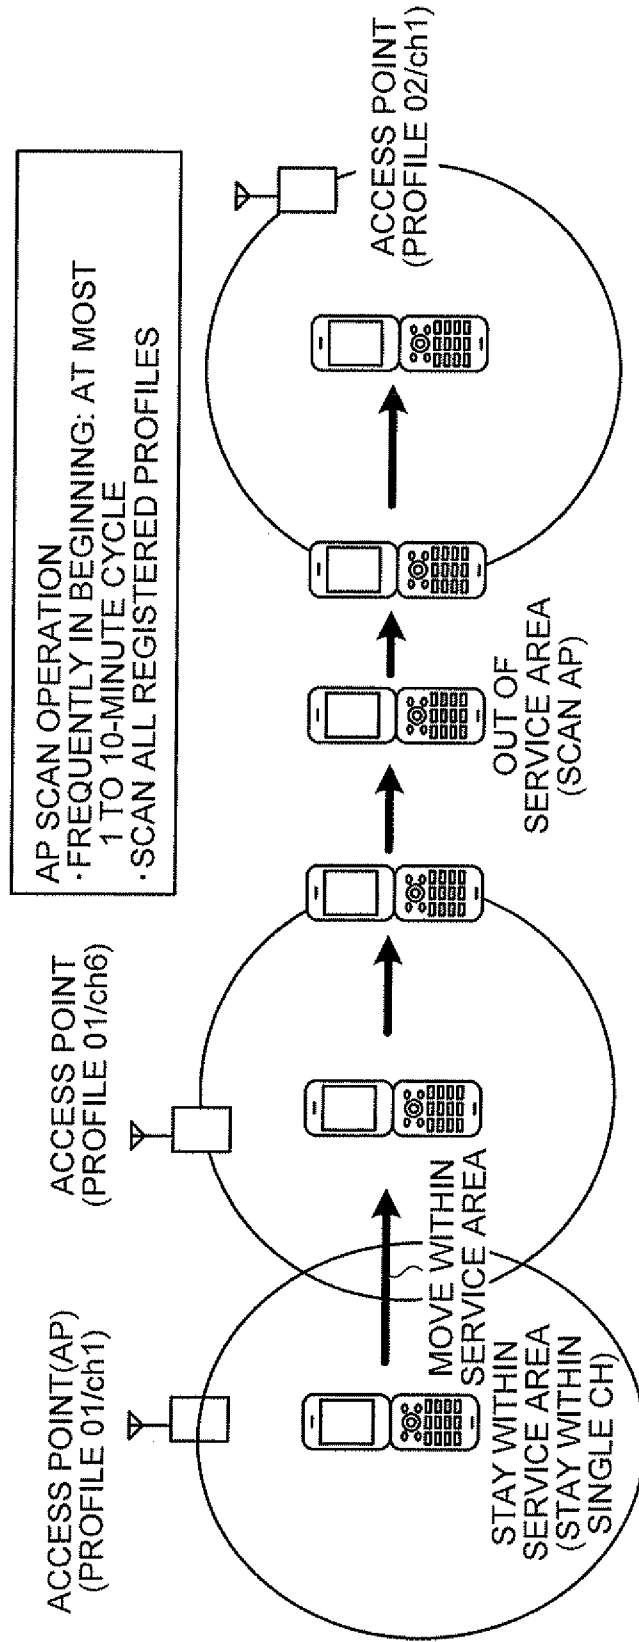 AP SCAN OPERATION
·FREQUENTLY IN BEGINNING: AT MOST
1 TO 10-MINUTE CYCLE
·SCAN ALL REGISTERED PROFILES
ACCESS POINT(AP)
(PROFILE 01/ch1)
ACCESS POINT
(PROFILE 01/ch6)
ACCESS POINT
(PROFILE 02/ch1)
STAY WITHIN
SERVICE AREA
(STAY WITHIN
SINGLE CH)
MOVE WITHIN
SERVICE AREA
OUT OF
SERVICE AREA
(SCAN AP)